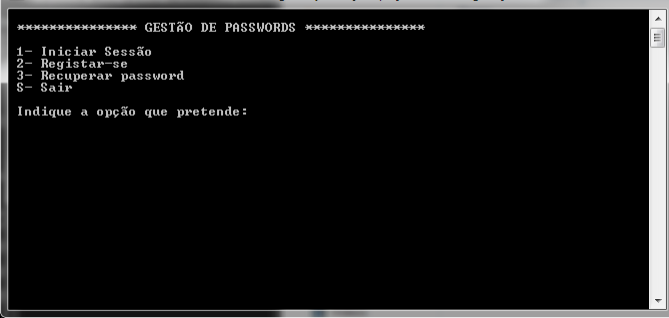 *************** GESTãO DE PASSWORDS ***************
1- Iniciar Sessão
2- Registar-se
3- Recuperar password
S- Sair
Indique a opção que pretende: